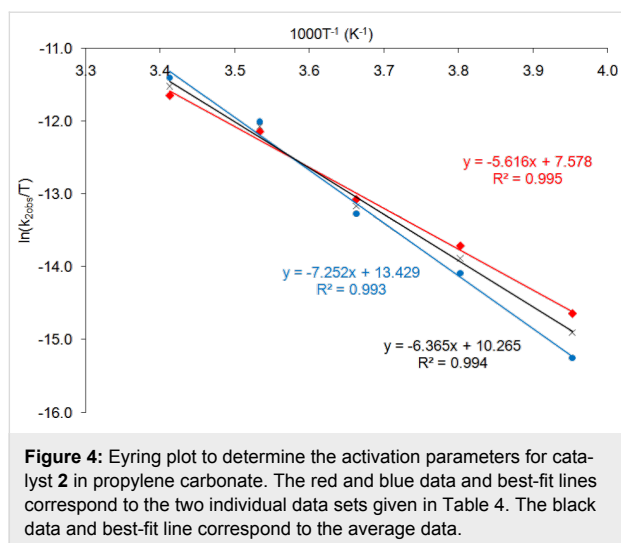 1000T⁻¹ (K⁻¹)
-11.0
3.3 3.4 3.5 3.6 3.7 3.8 3.9 4.0
-12.0
y = -5.616x + 7.578
R² = 0.995
-13.0
ln(k₂obs/T)
-14.0
y = -7.252x + 13.429
R² = 0.993
-15.0
y = -6.365x + 10.265
R² = 0.994
-16.0
Figure 4: Eyring plot to determine the activation parameters for cata-
lyst 2 in propylene carbonate. The red and blue data and best-fit lines
correspond to the two individual data sets given in Table 4. The black
data and best-fit line correspond to the average data.